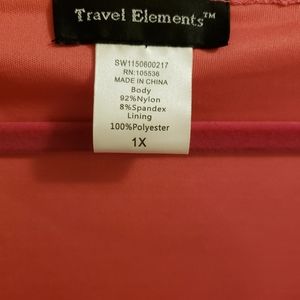 Travel Elements™
SW1150600217
RN:105536
MADE IN CHINA
Body
92%Nylon
8%Spandex
Lining
100%Polyester
1X